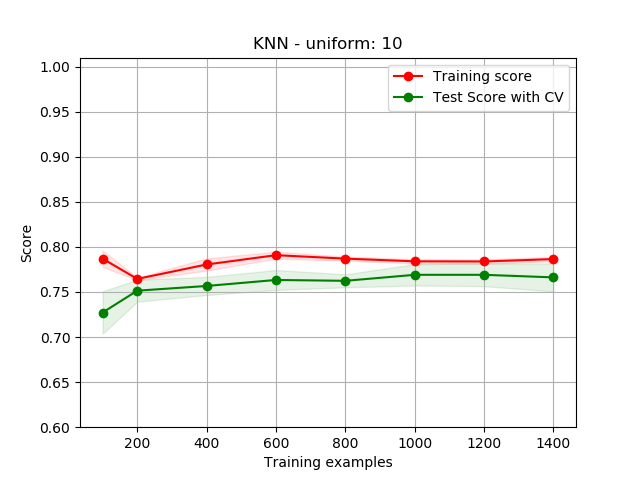 KNN - uniform: 10
1.00
0.95
0.90
0.85
0.80
0.75
0.70
0.65
0.60
Score
Training score
Test Score with CV
200 400 600 800 1000 1200 1400
Training examples